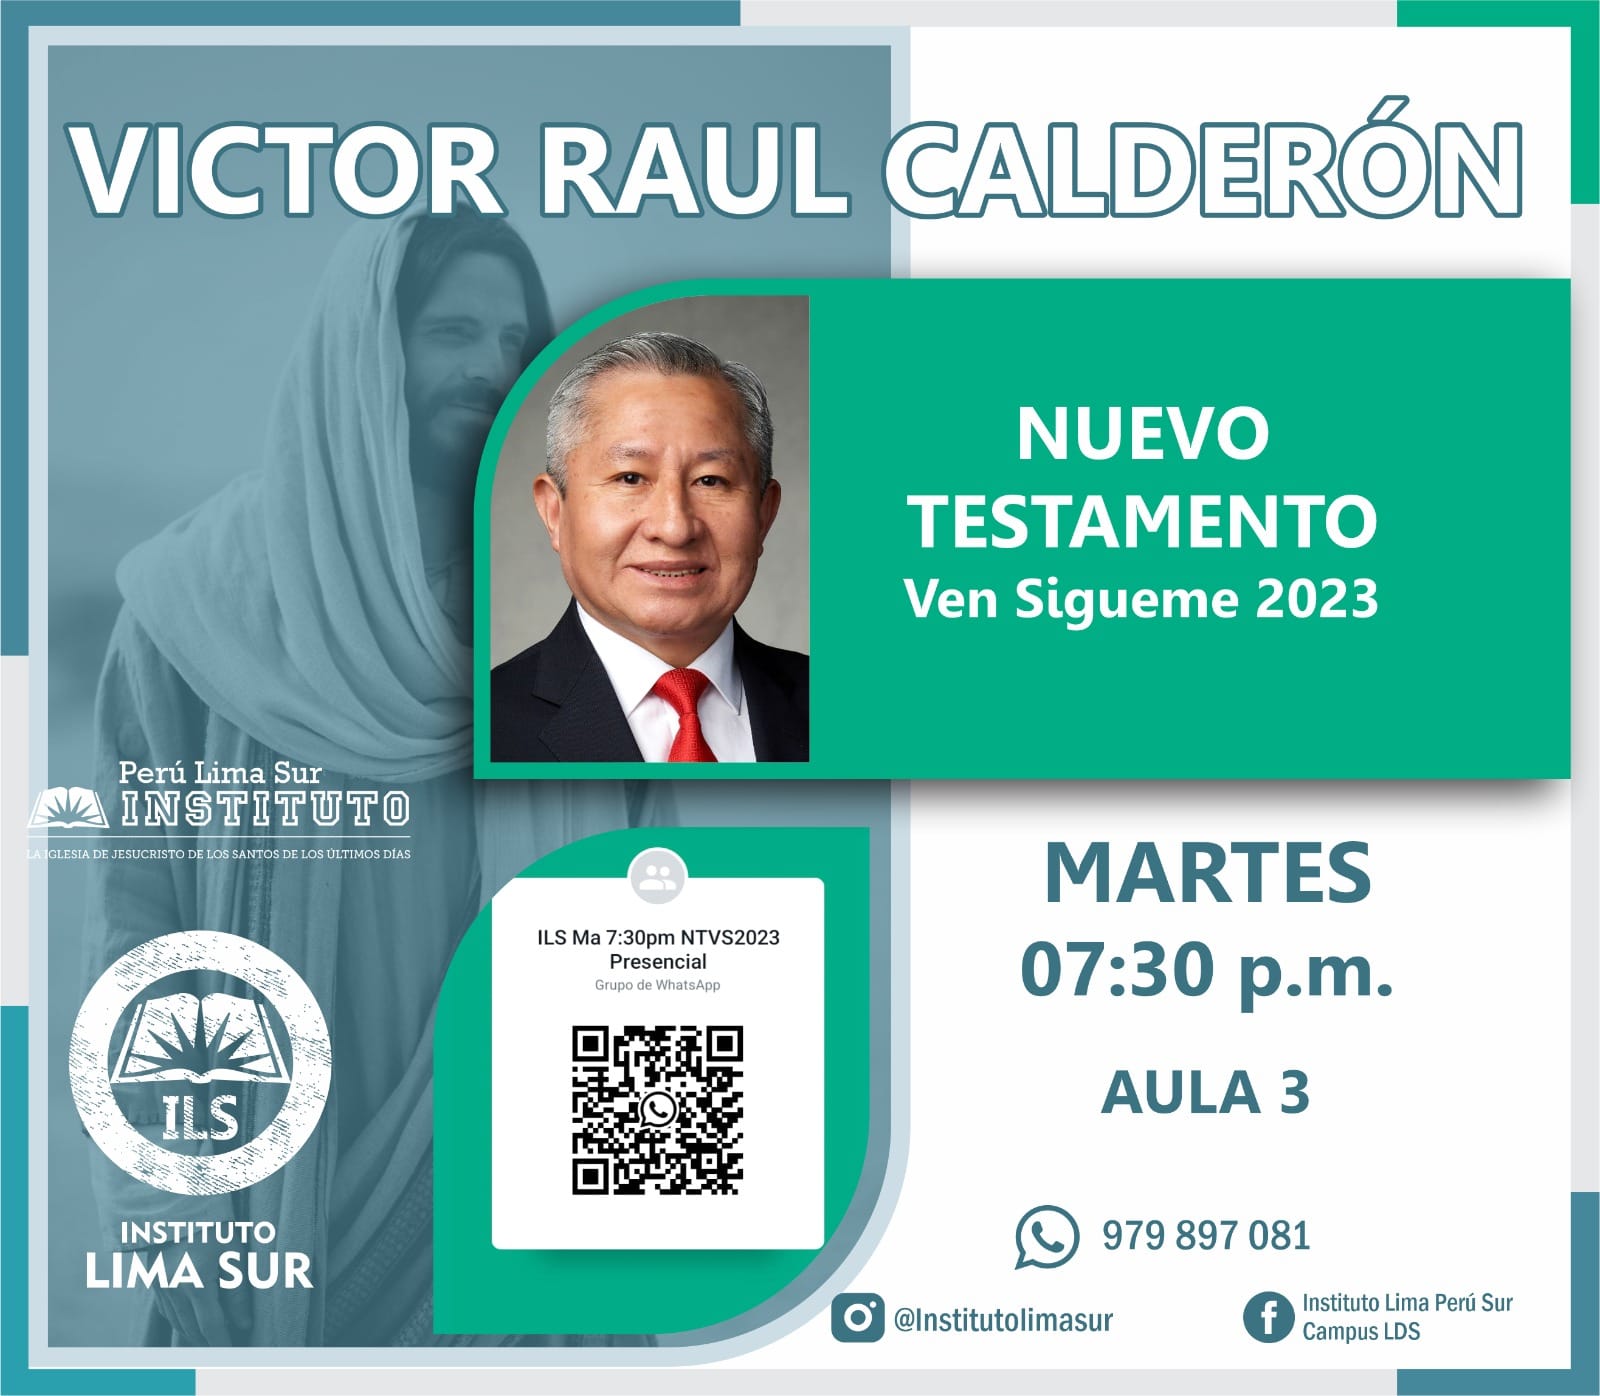 VICTOR RAUL CALDERÓN
NUEVO
TESTAMENTO
Ven Sigueme 2023
Perú Lima Sur
INSTITUTO
LA IGLESIA DE JESUCRISTO DE LOS SANTOS DE LOS ÚLTIMOS DÍAS
ILS
INSTITUTO
LIMA SUR
ILS Ma 7:30pm NTVS2023
Presencial
Grupo de WhatsApp
MARTES
07:30 p.m.
AULA 3
979 897 081
@Institutolimasur
Instituto Lima Perú Sur
Campus LDS